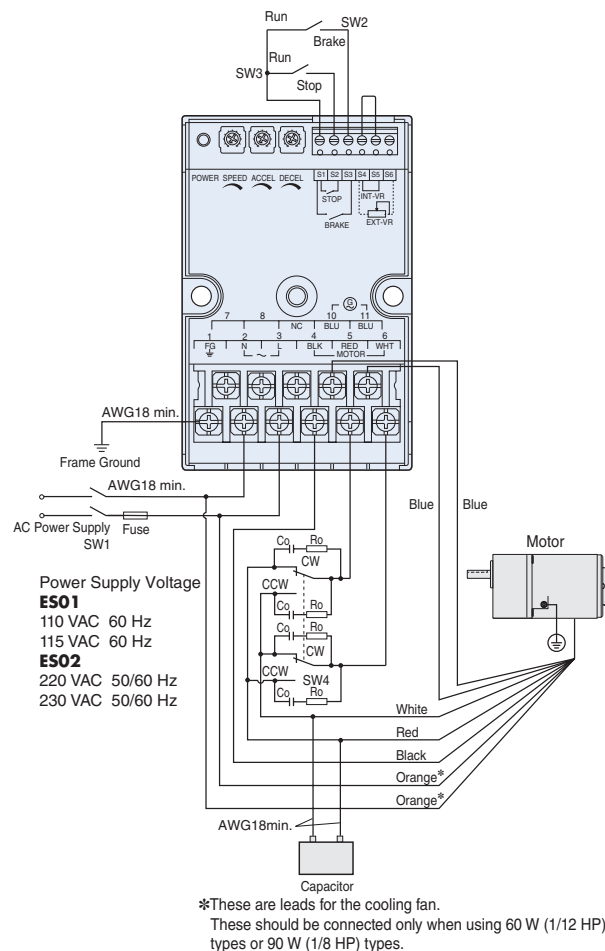 Run
SW2
Brake
Run
SW3
Stop
POWER SPEED ACCEL DECEL
S1 S2 S3 S4 S5 S6
STOP
INT-VR
BRAKE
EXT-VR
G
7 8 NC 10 11
BLU BLU
1 2 3 4 5 6
FG N ~ L BLK RED WHT
MOTOR
AWG18 min.
Frame Ground
AWG18 min.
AC Power Supply
SW1
Fuse
Blue
Blue
Motor
Power Supply Voltage
ES01
110 VAC 60 Hz
115 VAC 60 Hz
ES02
220 VAC 50/60 Hz
230 VAC 50/60 Hz
Co Ro
CW
CCW
Co Ro
Co Ro
CW
CCW
SW4
Co Ro
White
Red
Black
Orange*
Orange*
AWG18min.
Capacitor
*These are leads for the cooling fan.
These should be connected only when using 60 W (1/12 HP)
types or 90 W (1/8 HP) types.